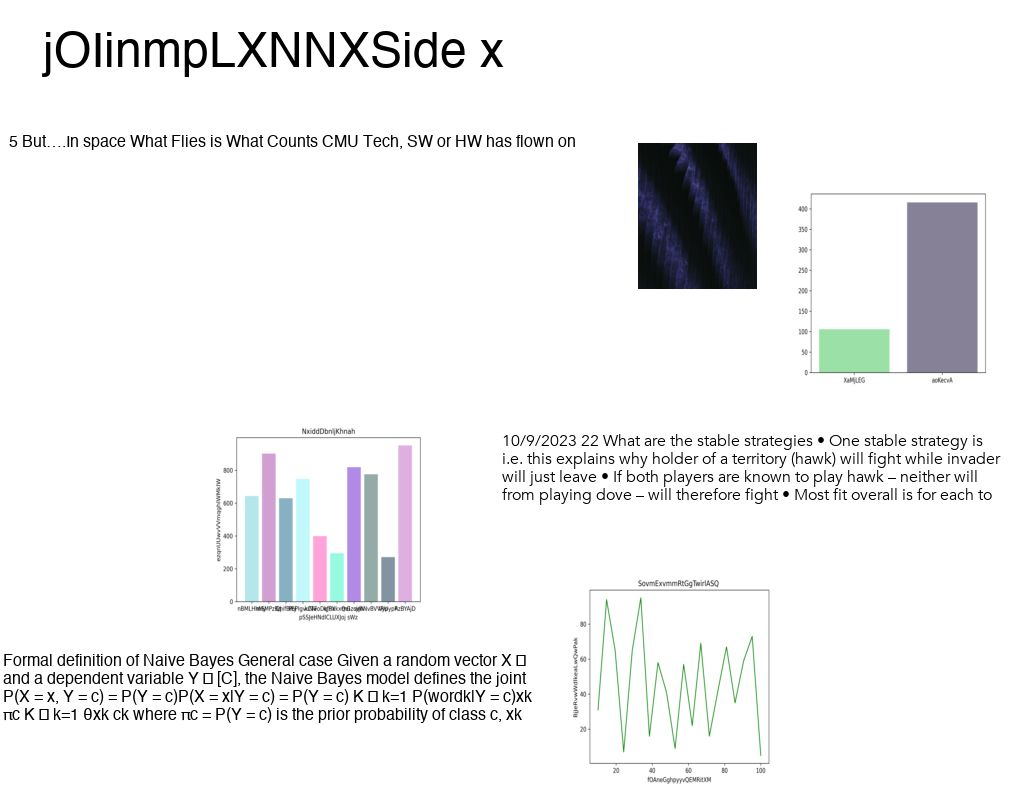 jOIinmpLXNNXSide x
5 But….in space What Flies is What Counts CMU Tech, SW or HW has flown on
400
350
300
250
200
150
100
50
0
XaMjLEG
aoKecvA
NxiddDbnljKhnah
800
600
400
200
0
pSSjeHNdlCLUXJoj sWz
10/9/2023 22 What are the stable strategies • One stable strategy is
i.e. this explains why holder of a territory (hawk) will fight while invader
will just leave • If both players are known to play hawk – neither will
from playing dove – will therefore fight • Most fit overall is for each to
SovmExvmmRtGgTwirlASQ
80
60
40
20
20 40 60 80 100
fOAneGghpyyvQEMRitXM
Formal definition of Naive Bayes General case Given a random vector X
and a dependent variable Y [C], the Naive Bayes model defines the joint
P(X = x, Y = c) = P(Y = c)P(X = x|Y = c) = P(Y = c) K k=1 P(wordk|Y = c)xk
πc K k=1 θxk ck where πc = P(Y = c) is the prior probability of class c, xk